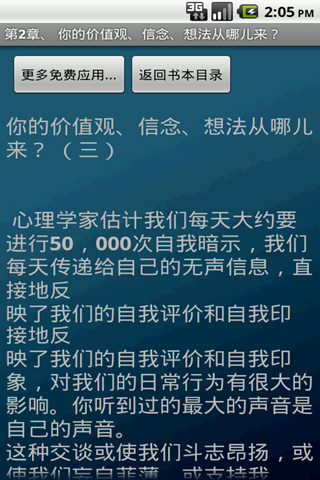 3G 2:05 PM
第2章、 你的价值观、信念、想法从哪儿来？
更多免费应用... 返回书本目录
你的价值观、信念、想法从哪儿
来？ （三）
心理学家估计我们每天大约要
进行50，000次自我暗示，我们
每天传递给自己的无声信息，直
接地反
映了我们的自我评价和自我印
接地反
映了我们的自我评价和自我印
象，对我们的日常行为有很大的
影响。你听到过的最大的声音是
自己的声音。
这种交谈或使我们斗志昂扬，或
使我们妄自菲薄，或支持我